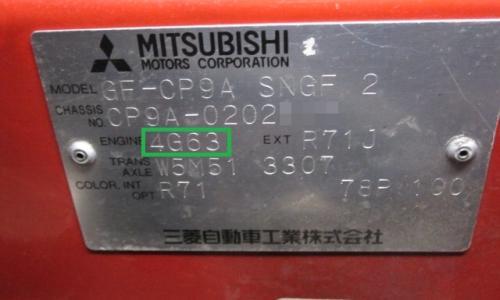 MITSUBISHI
MOTORS CORPORATION
MODEL GF-CP9A SNGF 2
CHASSIS NO. CP9A-0202
ENGINE 4G63 EXT R71J
TRANS AXLE W5M51 3307
COLOR, INT OPT R71 78P 100
三菱自動車工業株式会社